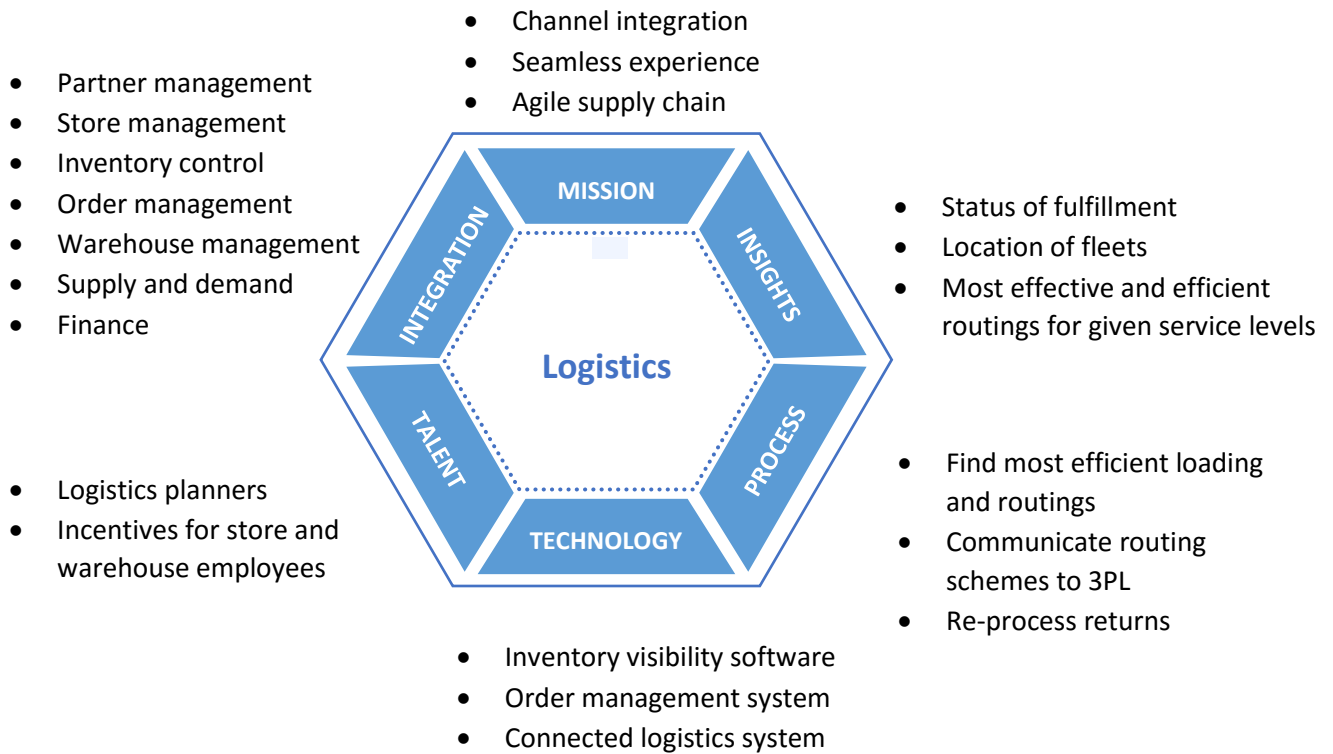 • Channel integration
• Seamless experience
• Agile supply chain
• Partner management
• Store management
• Inventory control
• Order management
• Warehouse management
• Supply and demand
• Finance
MISSION
INTEGRATION
INSIGHTS
• Status of fulfillment
• Location of fleets
• Most effective and efficient
routings for given service levels
Logistics
TALENT
PROCESS
TECHNOLOGY
• Logistics planners
• Incentives for store and
warehouse employees
• Find most efficient loading
and routings
• Communicate routing
schemes to 3PL
• Re-process returns
• Inventory visibility software
• Order management system
• Connected logistics system